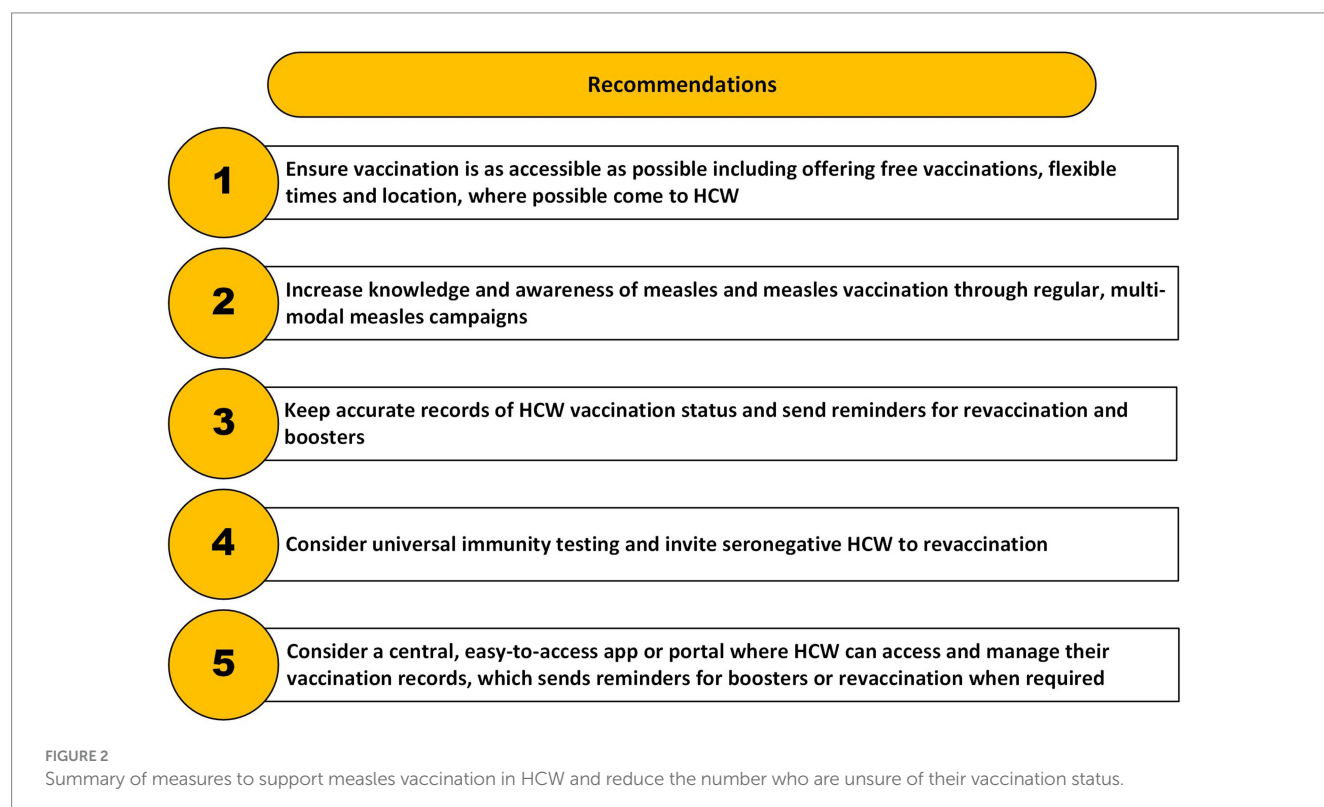 Recommendations
1
Ensure vaccination is as accessible as possible including offering free vaccinations, flexible
times and location, where possible come to HCW
2
Increase knowledge and awareness of measles and measles vaccination through regular, multi-
modal measles campaigns
3
Keep accurate records of HCW vaccination status and send reminders for revaccination and
boosters
4
Consider universal immunity testing and invite seronegative HCW to revaccination
5
Consider a central, easy-to-access app or portal where HCW can access and manage their
vaccination records, which sends reminders for boosters or revaccination when required
FIGURE 2
Summary of measures to support measles vaccination in HCW and reduce the number who are unsure of their vaccination status.